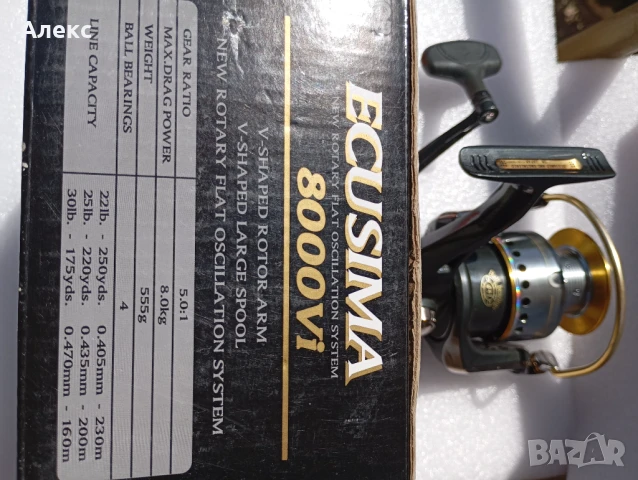 Алекс
ECUSIMA
NEW ROTARY FLAT OSCILLATION SYSTEM
8000Vi
V-SHAPED ROTOR ARM
V-SHAPED LARGE SPOOL
NEW ROTARY FLAT OSCILLATION SYSTEM
GEAR RATIO 5.0:1
MAX.DRAG POWER 8.0kg
WEIGHT 555g
BALL BEARINGS 4
LINE CAPACITY 22lb. - 250yds. 0.405mm - 230m
25lb. - 220yds. 0.435mm - 200m
30lb. - 175yds. 0.470mm - 160m
BAZAR